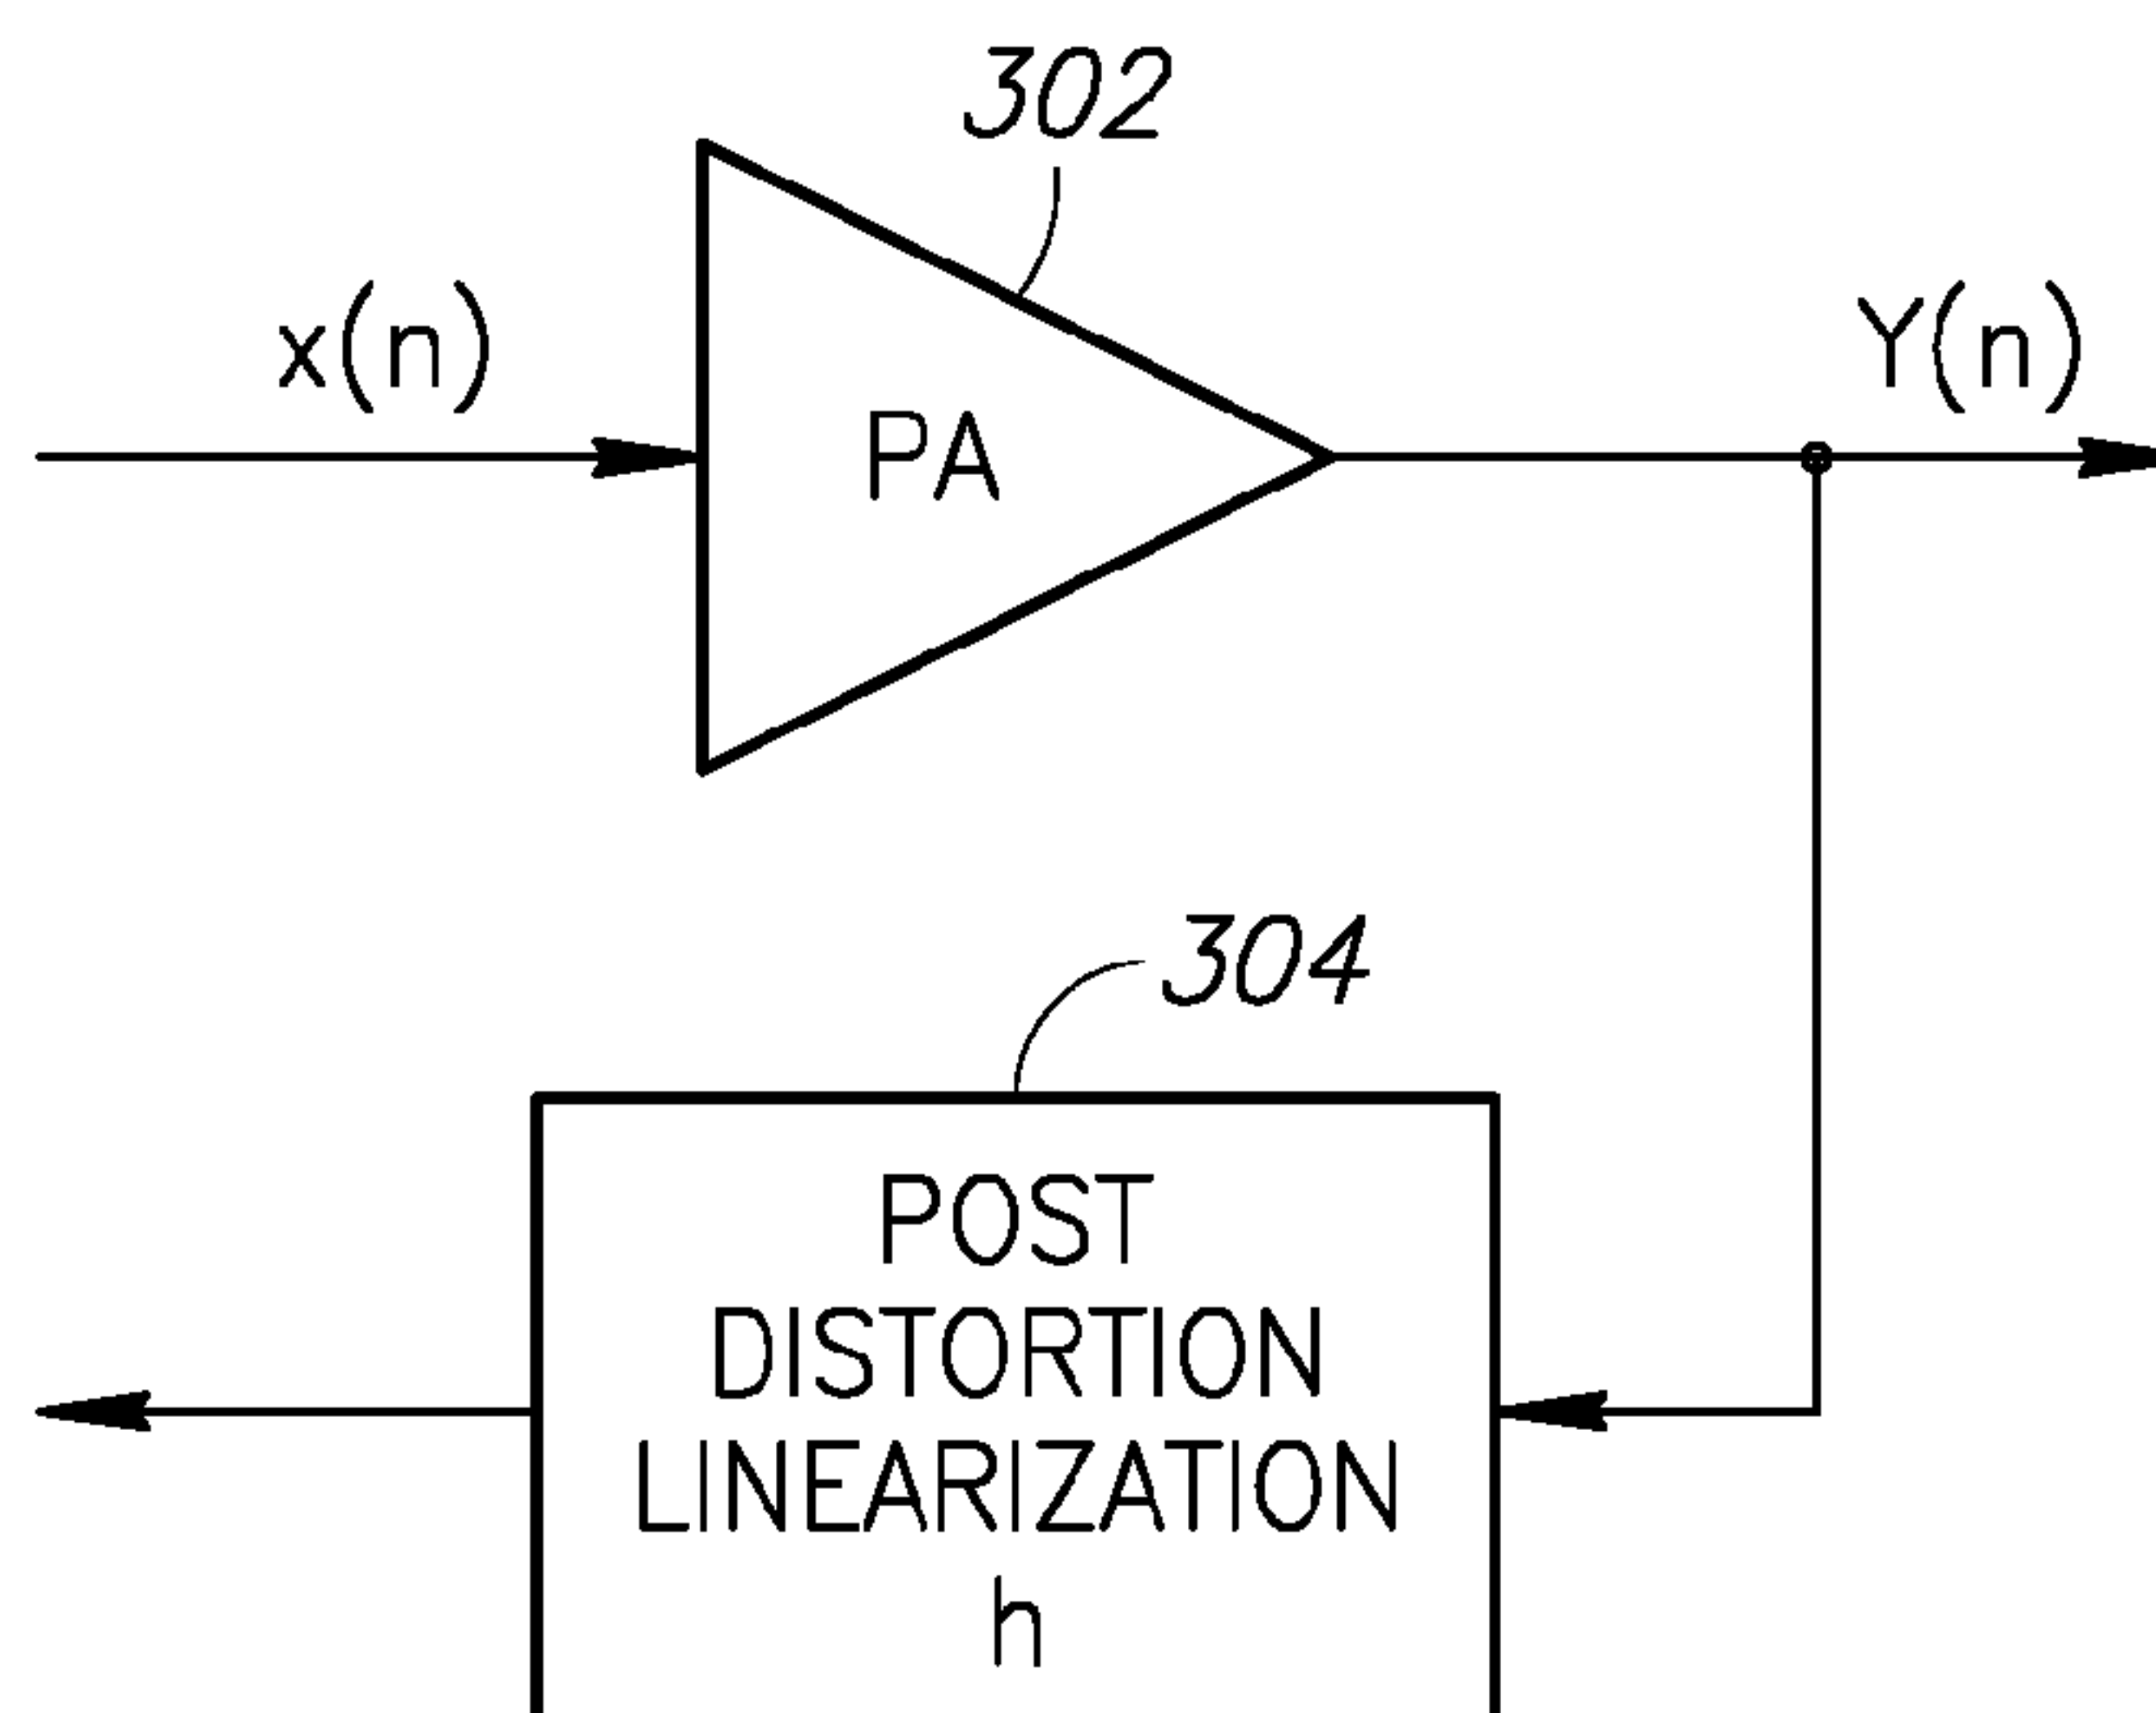 302
x(n)
Y(n)
PA
304
POST
DISTORTION
LINEARIZATION
h